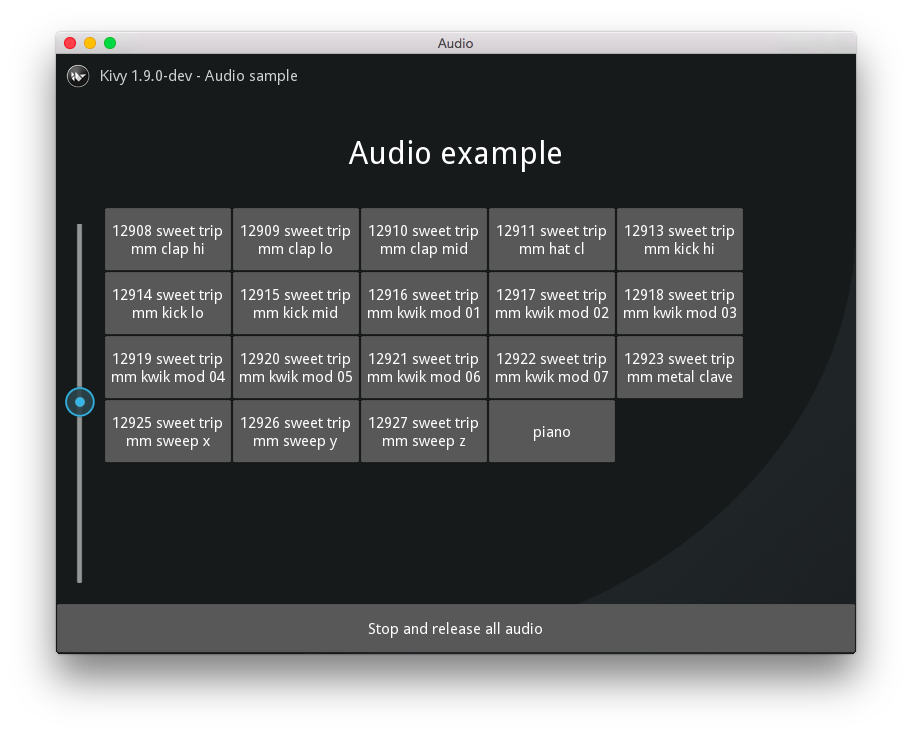 Audio
Kivy 1.9.0-dev - Audio sample
Audio example
12908 sweet trip
mm clap hi
12909 sweet trip
mm clap lo
12910 sweet trip
mm clap mid
12911 sweet trip
mm hat cl
12913 sweet trip
mm kick hi
12914 sweet trip
mm kick lo
12915 sweet trip
mm kick mid
12916 sweet trip
mm kwik mod 01
12917 sweet trip
mm kwik mod 02
12918 sweet trip
mm kwik mod 03
12919 sweet trip
mm kwik mod 04
12920 sweet trip
mm kwik mod 05
12921 sweet trip
mm kwik mod 06
12922 sweet trip
mm kwik mod 07
12923 sweet trip
mm metal clave
12925 sweet trip
mm sweep x
12926 sweet trip
mm sweep y
12927 sweet trip
mm sweep z
piano
Stop and release all audio